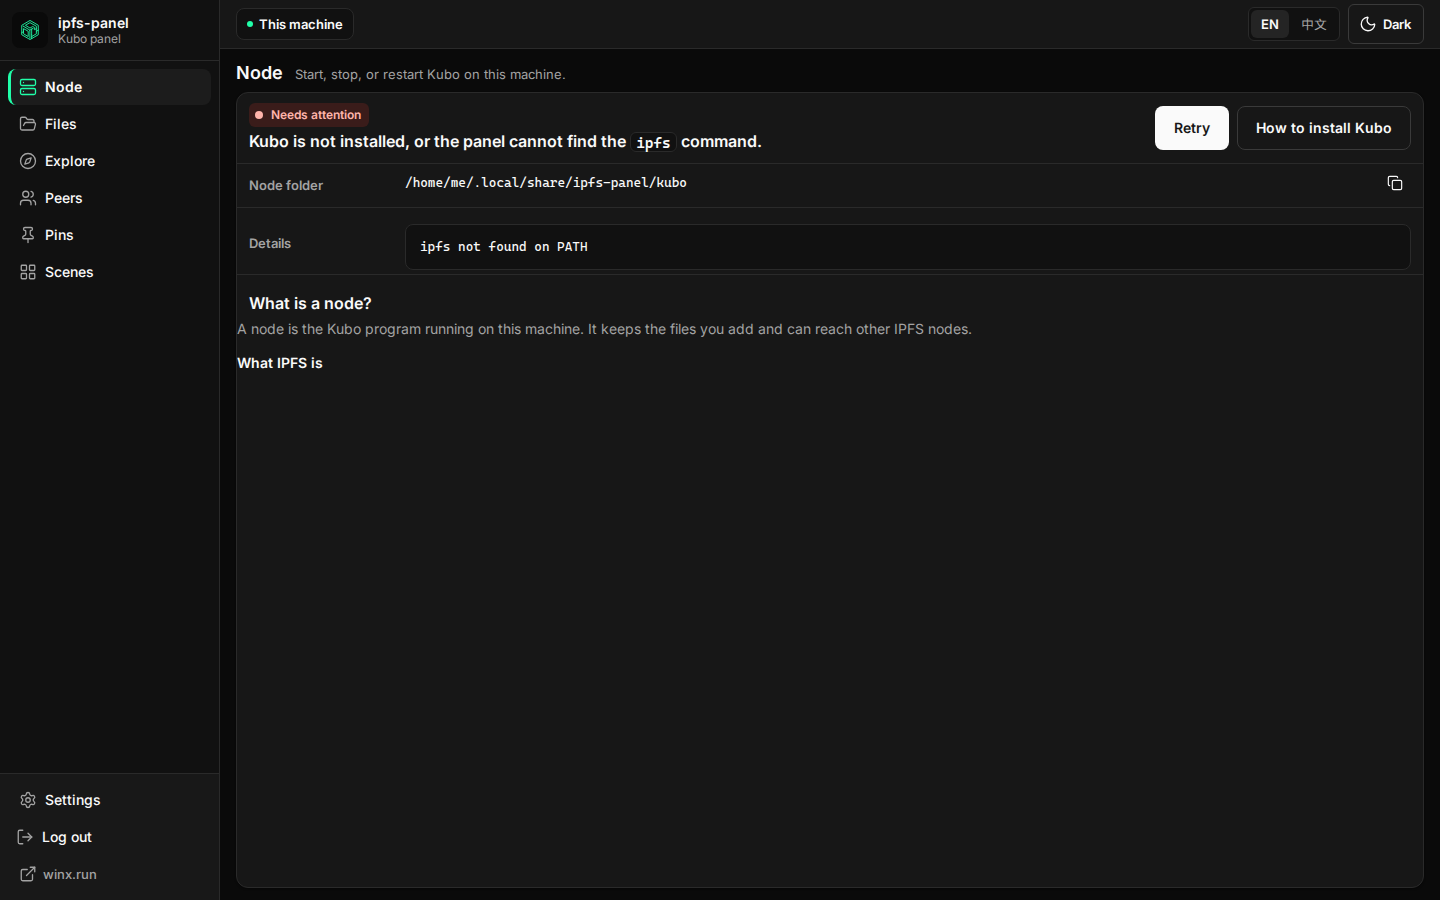 ipfs-panel
Kubo panel
Node
Files
Explore
Peers
Pins
Scenes
Settings
Log out
winx.run
This machine
EN
中文
Dark
Node
Start, stop, or restart Kubo on this machine.
Needs attention
Kubo is not installed, or the panel cannot find the ipfs command.
Retry
How to install Kubo
Node folder
/home/me/.local/share/ipfs-panel/kubo
Details
ipfs not found on PATH
What is a node?
A node is the Kubo program running on this machine. It keeps the files you add and can reach other IPFS nodes.
What IPFS is